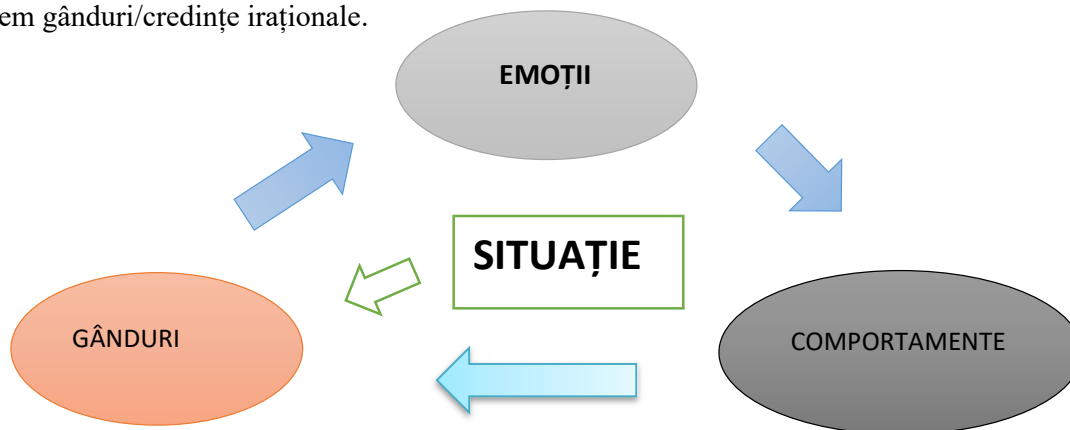 em gânduri/credințe iraționale.
EMOȚII
SITUAȚIE
GÂNDURI
COMPORTAMENTE